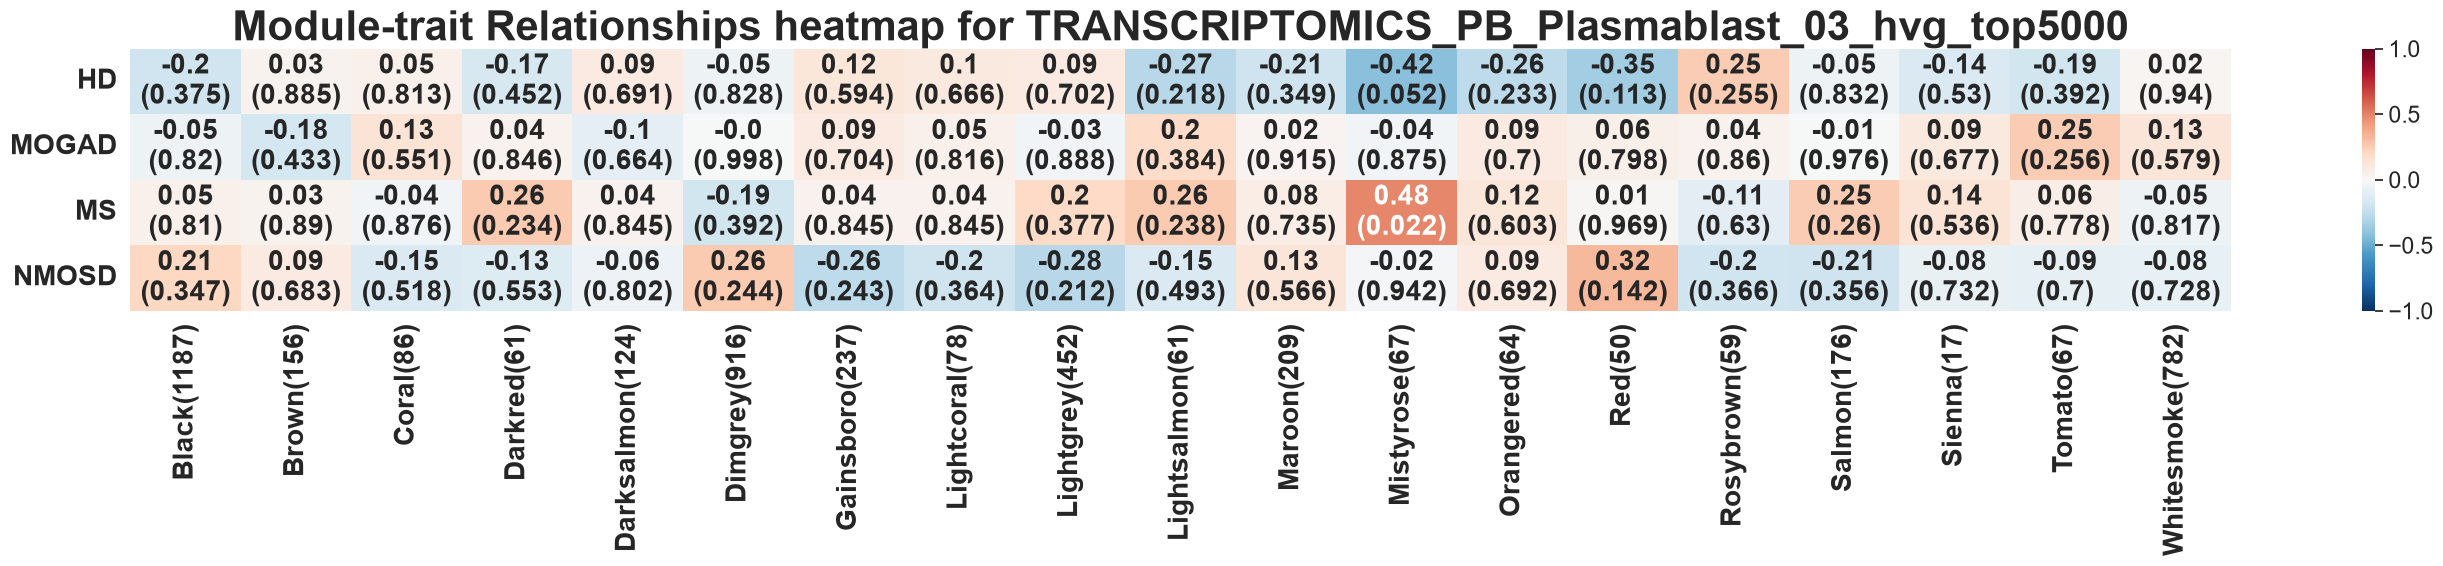 Module-trait Relationships heatmap for TRANSCRIPTOMICS_PB_Plasmablast_03_hvg_top5000
HD -0.2 0.03 0.05 -0.17 0.09 -0.05 0.12 0.1 0.09 -0.27 -0.21 -0.42 -0.26 -0.35 0.25 -0.05 -0.14 -0.19 0.02
(0.375) (0.885) (0.813) (0.452) (0.691) (0.828) (0.594) (0.666) (0.702) (0.218) (0.349) (0.052) (0.233) (0.113) (0.255) (0.832) (0.53) (0.392) (0.94)
MOGAD -0.05 -0.18 0.13 0.04 -0.1 -0.0 0.09 0.05 -0.03 0.2 0.02 -0.04 0.09 0.06 0.04 -0.01 0.09 0.25 0.13
(0.82) (0.433) (0.551) (0.846) (0.664) (0.998) (0.704) (0.816) (0.888) (0.384) (0.915) (0.875) (0.7) (0.798) (0.86) (0.976) (0.677) (0.256) (0.579)
MS 0.05 0.03 -0.04 0.26 0.04 -0.19 0.04 0.04 0.2 0.26 0.08 0.48 0.12 0.01 -0.11 0.25 0.14 0.06 -0.05
(0.81) (0.89) (0.876) (0.234) (0.845) (0.392) (0.845) (0.845) (0.377) (0.238) (0.735) (0.022) (0.603) (0.969) (0.63) (0.26) (0.536) (0.778) (0.817)
NMOSD 0.21 0.09 -0.15 -0.13 -0.06 0.26 -0.26 -0.2 -0.28 -0.15 0.13 -0.02 0.09 0.32 -0.2 -0.21 -0.08 -0.09 -0.08
(0.347) (0.683) (0.518) (0.553) (0.802) (0.244) (0.243) (0.364) (0.212) (0.493) (0.566) (0.942) (0.692) (0.142) (0.366) (0.356) (0.732) (0.7) (0.728)
Black(1187)
Brown(156)
Coral(86)
Darkred(61)
Darksalmon(124)
Dimgrey(916)
Gainsboro(237)
Lightcoral(78)
Lightgrey(452)
Lightsalmon(61)
Maroon(209)
Mistyrose(67)
Orangered(64)
Red(50)
Rosybrown(59)
Salmon(176)
Sienna(17)
Tomato(67)
Whitesmoke(782)
1.0
0.5
0.0
−0.5
−1.0